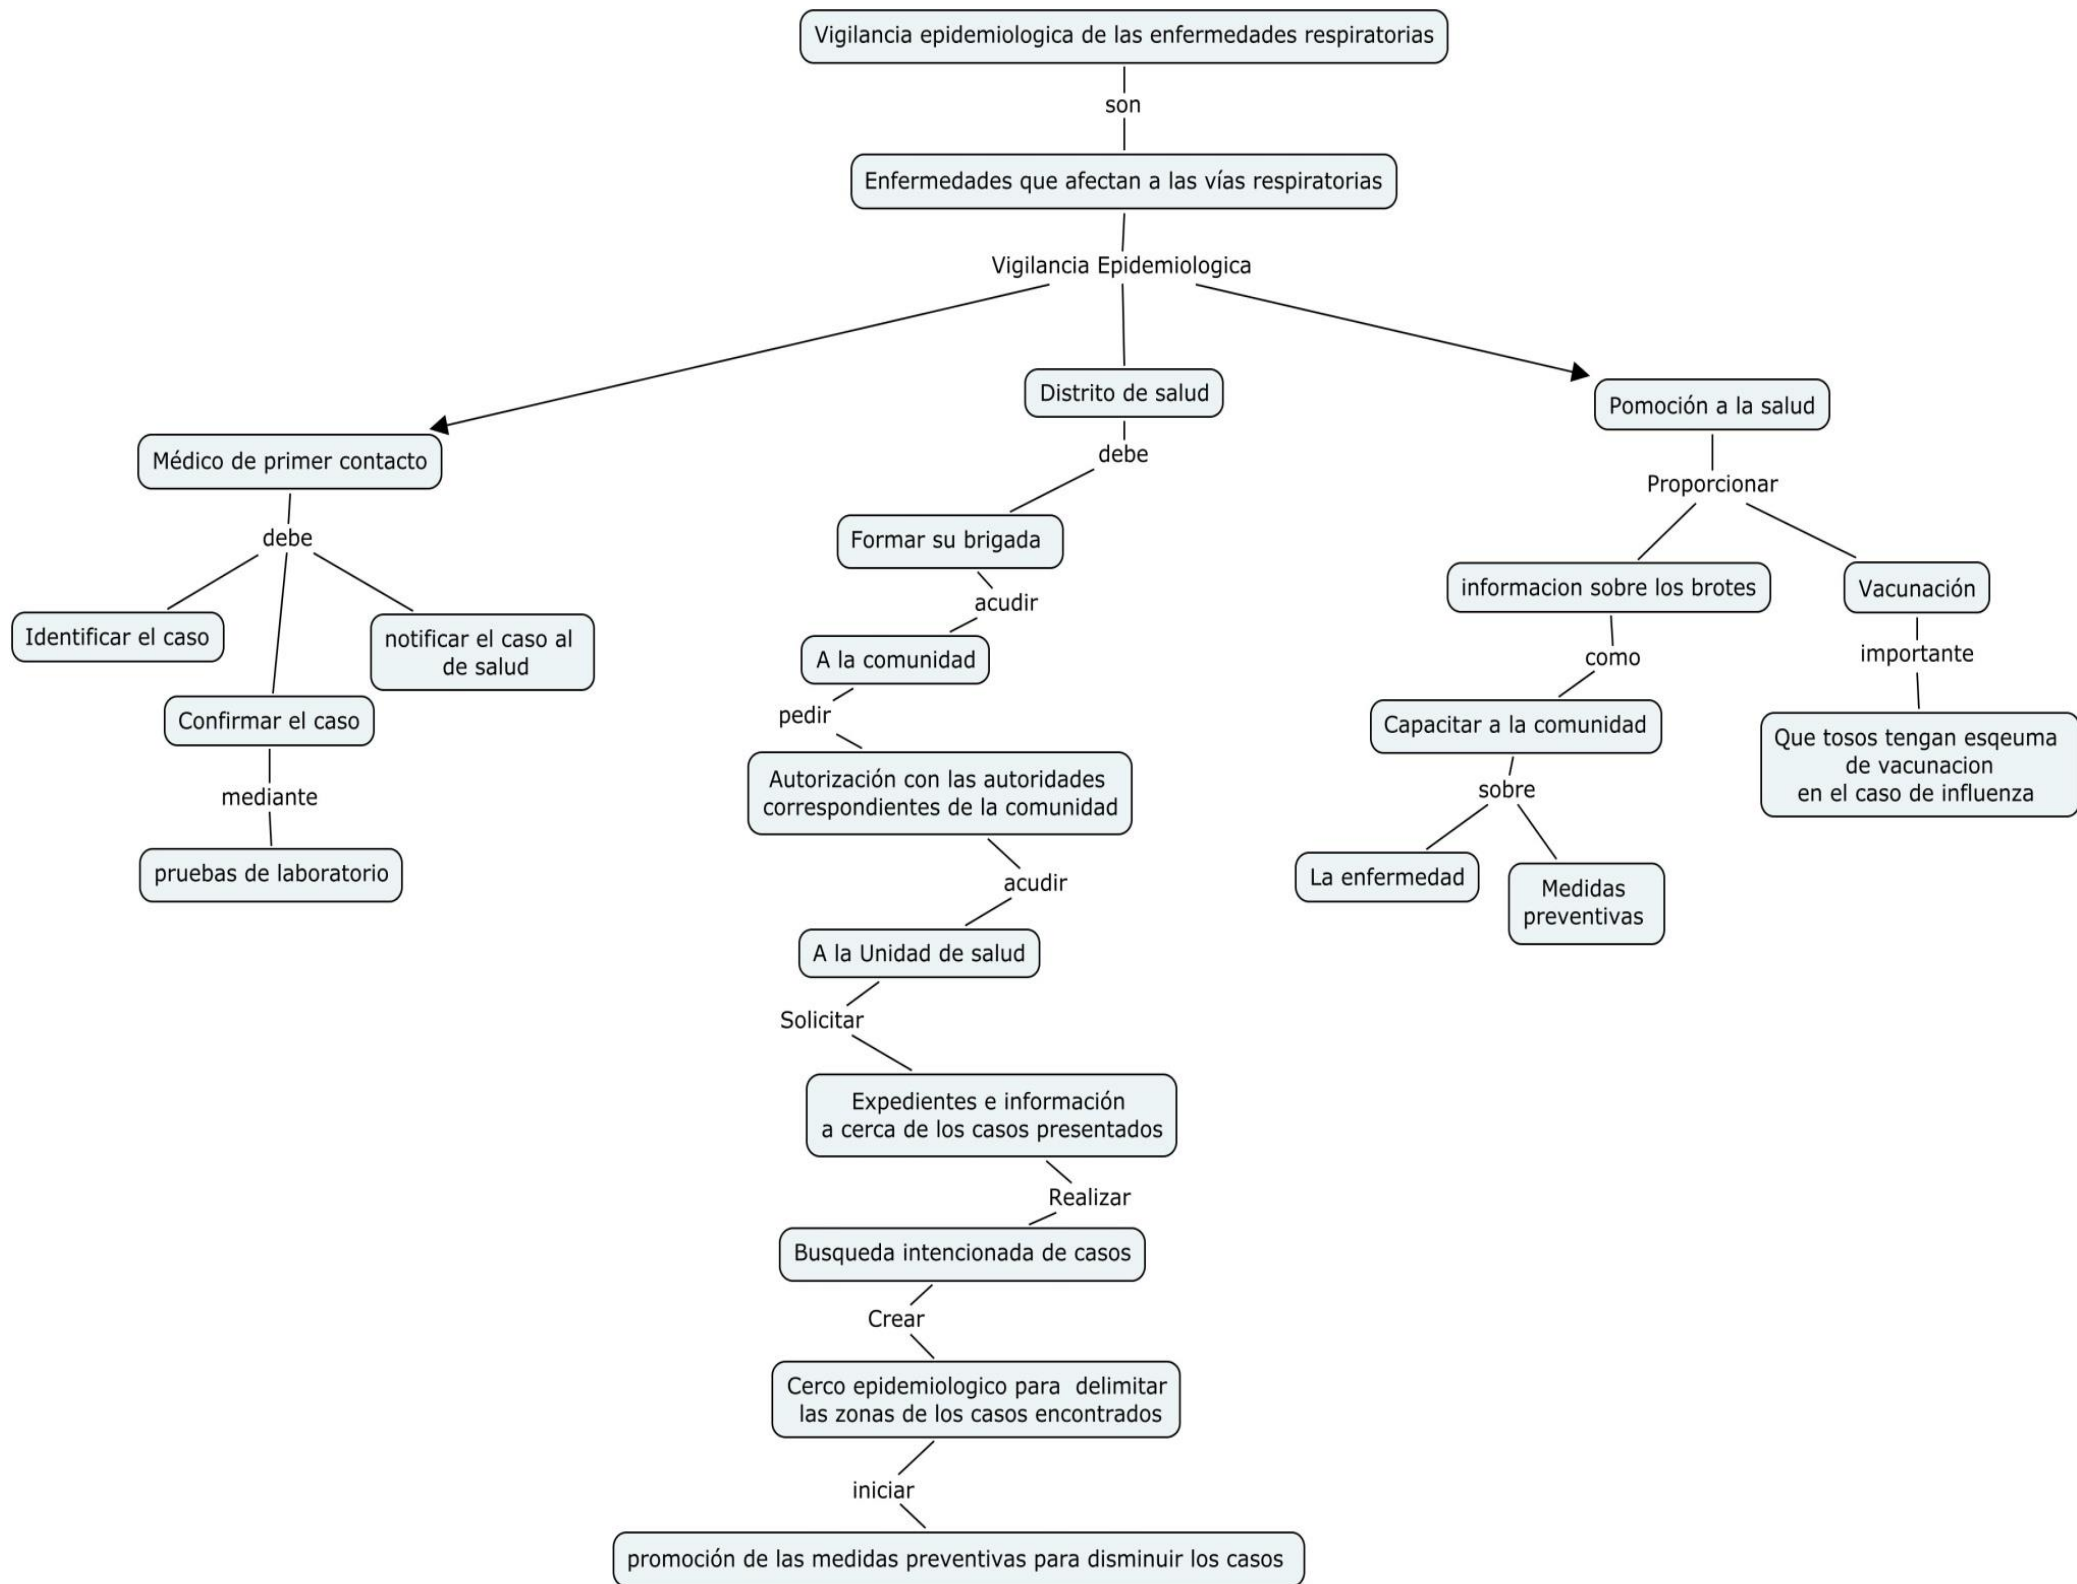 Vigilancia epidemiologica de las enfermedades respiratorias
son
Enfermedades que afectan a las vías respiratorias
Vigilancia Epidemiologica
Médico de primer contacto
debe
Identificar el caso
notificar el caso al
de salud
Confirmar el caso
mediante
pruebas de laboratorio
Distrito de salud
debe
Formar su brigada
acudir
A la comunidad
pedir
Autorización con las autoridades
correspondientes de la comunidad
acudir
A la Unidad de salud
Solicitar
Expedientes e información
a cerca de los casos presentados
Realizar
Busqueda intencionada de casos
Crear
Cerco epidemiologico para delimitar
las zonas de los casos encontrados
iniciar
promoción de las medidas preventivas para disminuir los casos
Pomoción a la salud
Proporcionar
informacion sobre los brotes
como
Capacitar a la comunidad
sobre
La enfermedad
Medidas
preventivas
Vacunación
importante
Que tosos tengan esqeuma
de vacunacion
en el caso de influenza